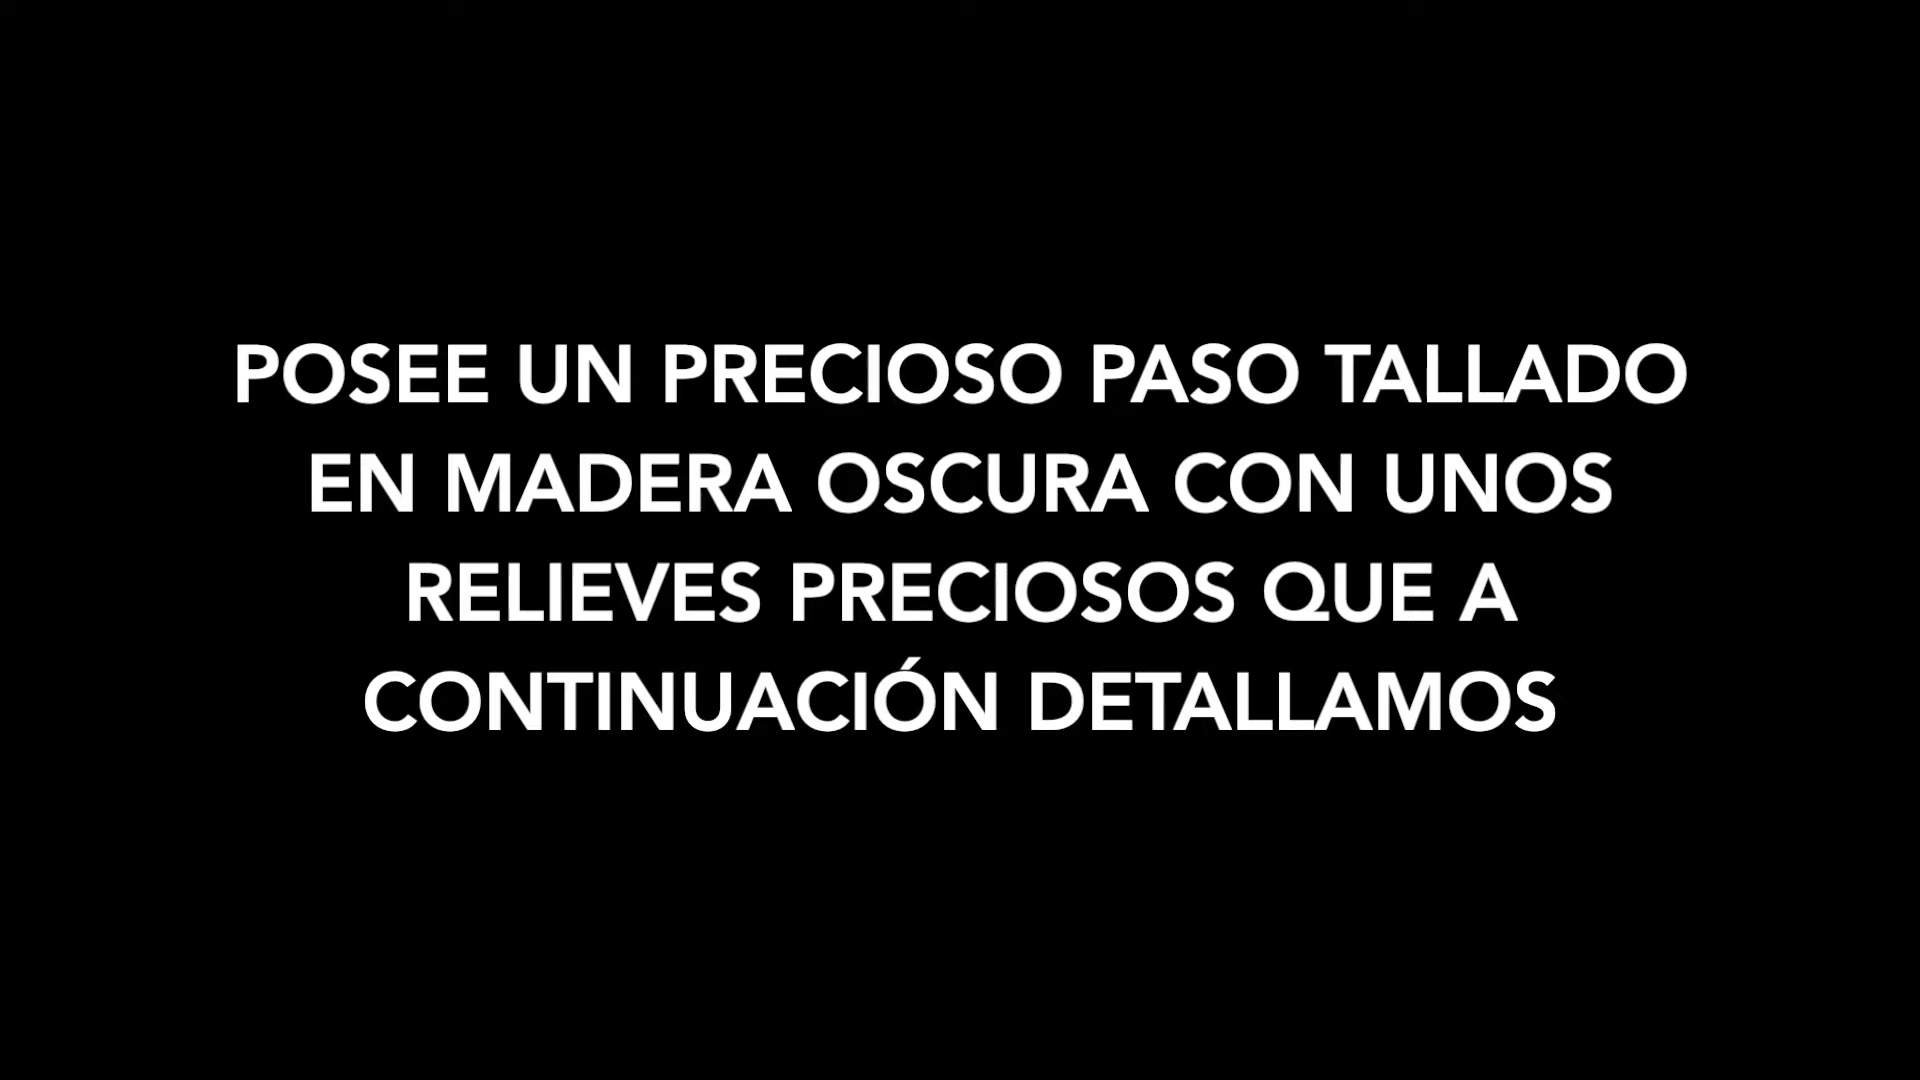 POSEE UN PRECIOSO PASO TALLADO
EN MADERA OSCURA CON UNOS
RELIEVES PRECIOSOS QUE A
CONTINUACIÓN DETALLAMOS